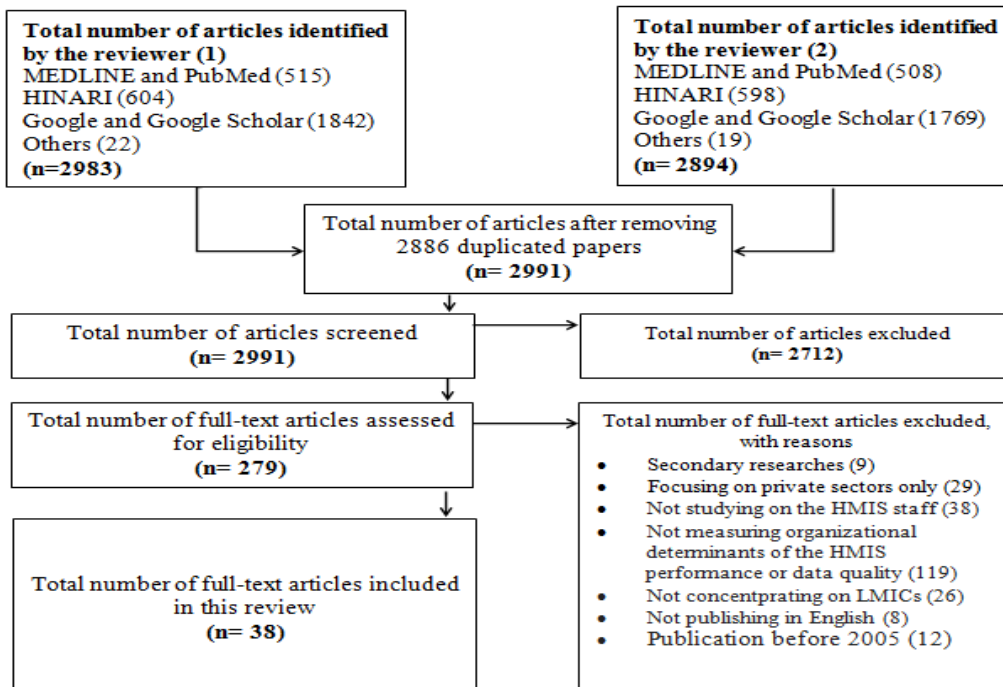 Total number of articles identified
by the reviewer (1)
MEDLINE and PubMed (515)
HINARI (604)
Google and Google Scholar (1842)
Others (22)
(n=2983)
Total number of articles identified
by the reviewer (2)
MEDLINE and PubMed (508)
HINARI (598)
Google and Google Scholar (1769)
Others (19)
(n= 2894)
Total number of articles after removing
2886 duplicated papers
(n= 2991)
Total number of articles screened
(n= 2991)
Total number of articles excluded
(n= 2712)
Total number of full-text articles assessed
for eligibility
(n= 279)
Total number of full-text articles excluded,
with reasons
• Secondary researches (9)
• Focusing on private sectors only (29)
• Not studying on the HMIS staff (38)
• Not measuring organizational
determinants of the HMIS
performance or data quality (119)
• Not concentprating on LMICs (26)
• Not publishing in English (8)
• Publication before 2005 (12)
Total number of full-text articles included
in this review
(n= 38)